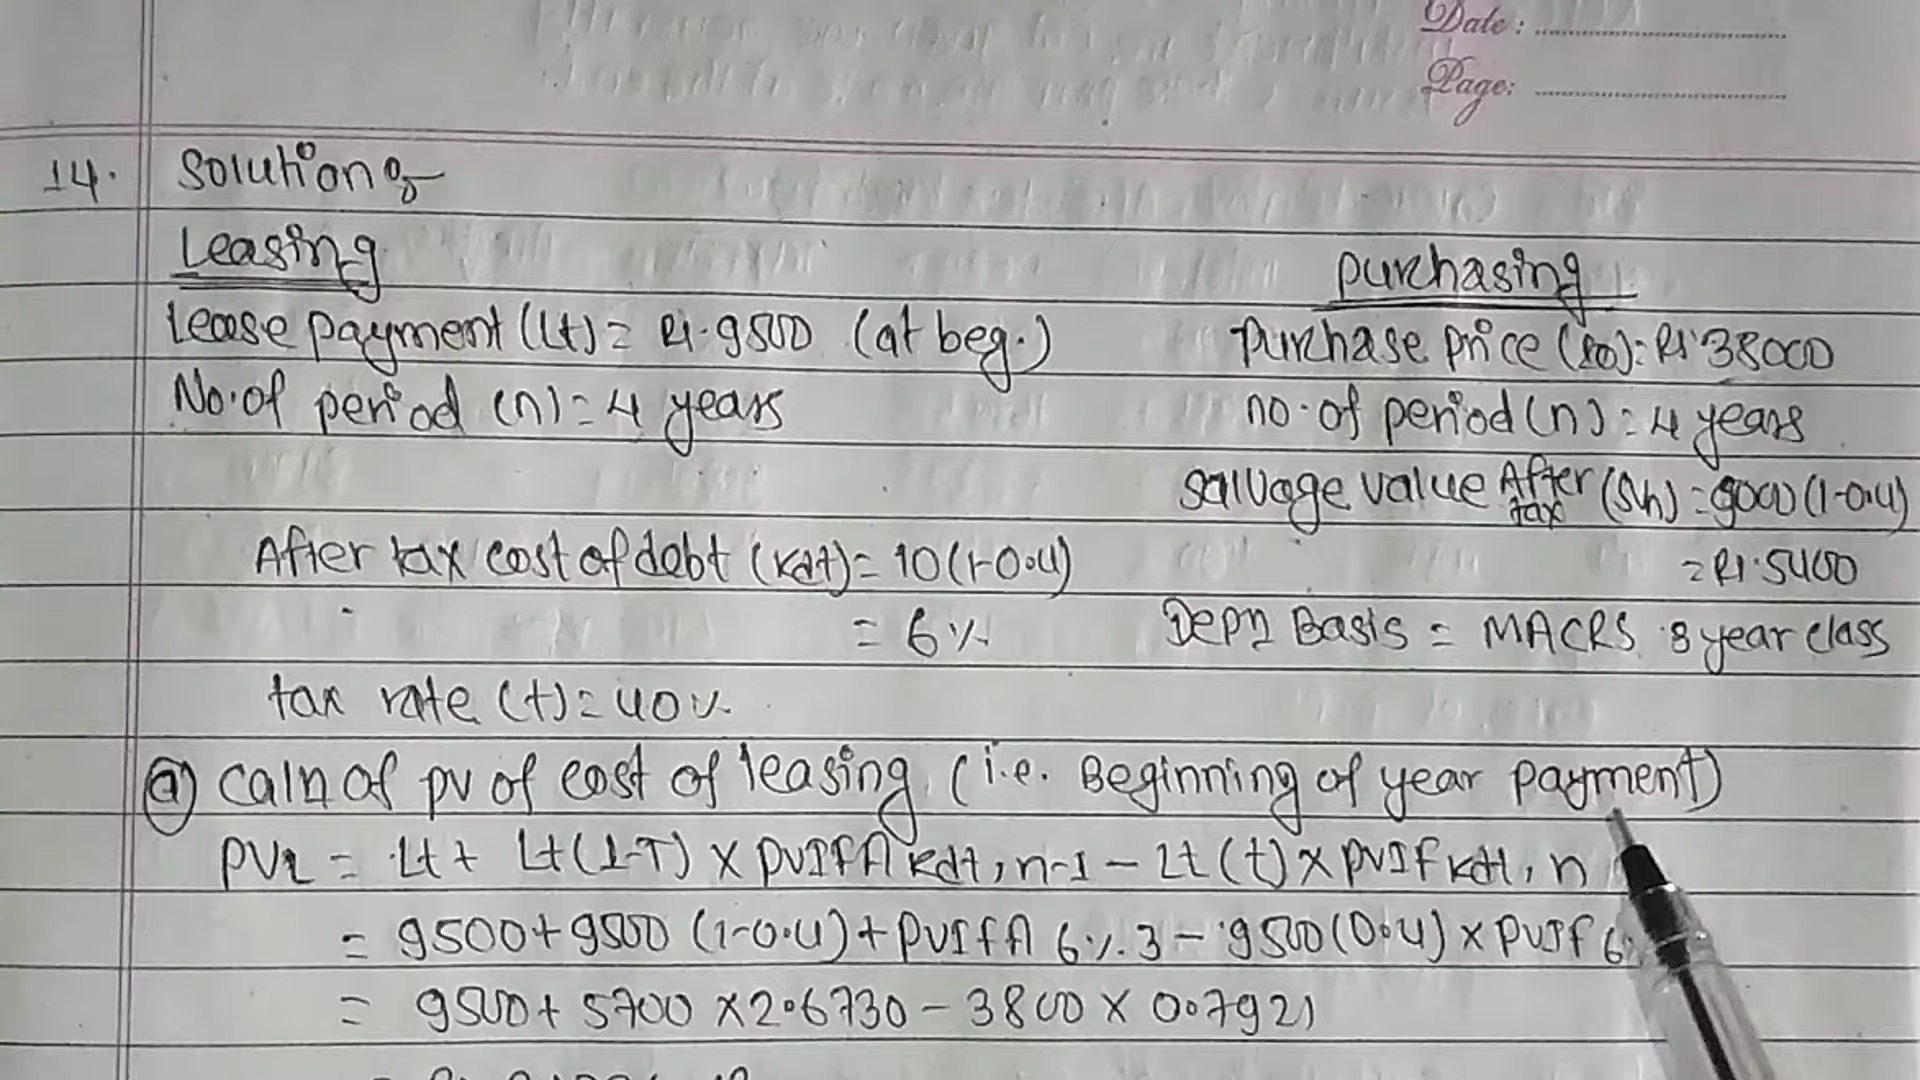 Date:
Page:
14. Solution:-
Leasing
Purchasing
Lease payment (Lt) = Rs. 9500 (at beg.)
Purchase price (P0) = Rs. 38000
No. of period (n) = 4 years
no. of period (n) = 4 years
Salvage value After tax (Sn) = 9000 (1-0.4)
= Rs. 5400
After tax cost of debt (Kdt) = 10 (1-0.4)
= 6%
Depn Basis = MACRS 3 year class
tax rate (t) = 40%
(a) Caln of pv of cost of leasing (i.e. Beginning of year payment)
PVL = Lt + Lt (1-T) × PVIFA Kdt, n-1 - Lt (t) × PVIF Kdt, n
= 9500 + 9500 (1-0.4) + PVIFA 6%. 3 - 9500 (0.4) × PVIF 6
= 9500 + 5700 × 2.6730 - 3800 × 0.7921